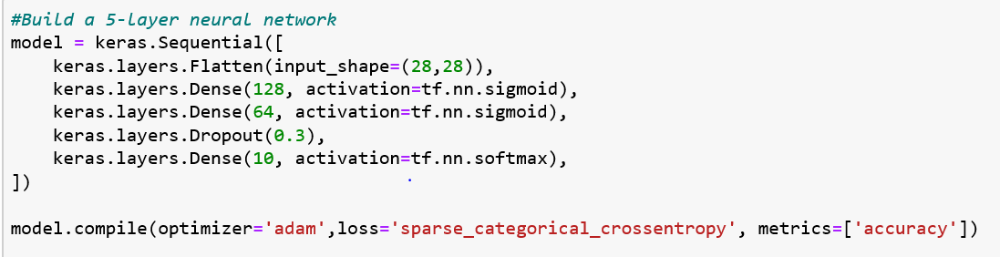 #Build a 5-layer neural network
model = keras.Sequential([
    keras.layers.Flatten(input_shape=(28,28)),
    keras.layers.Dense(128, activation=tf.nn.sigmoid),
    keras.layers.Dense(64, activation=tf.nn.sigmoid),
    keras.layers.Dropout(0.3),
    keras.layers.Dense(10, activation=tf.nn.softmax),
])
model.compile(optimizer='adam',loss='sparse_categorical_crossentropy', metrics=['accuracy'])